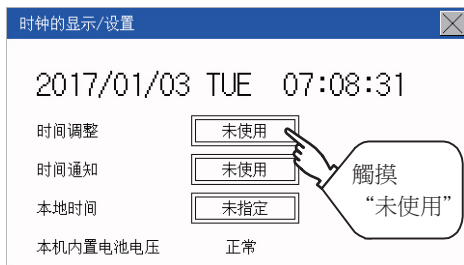 时钟的显示/设置
2017/01/03 TUE 07:08:31
时间调整 未使用
时间通知 未使用
本地时间 未指定
本机内置电池电压 正常
觸摸
“未使用”